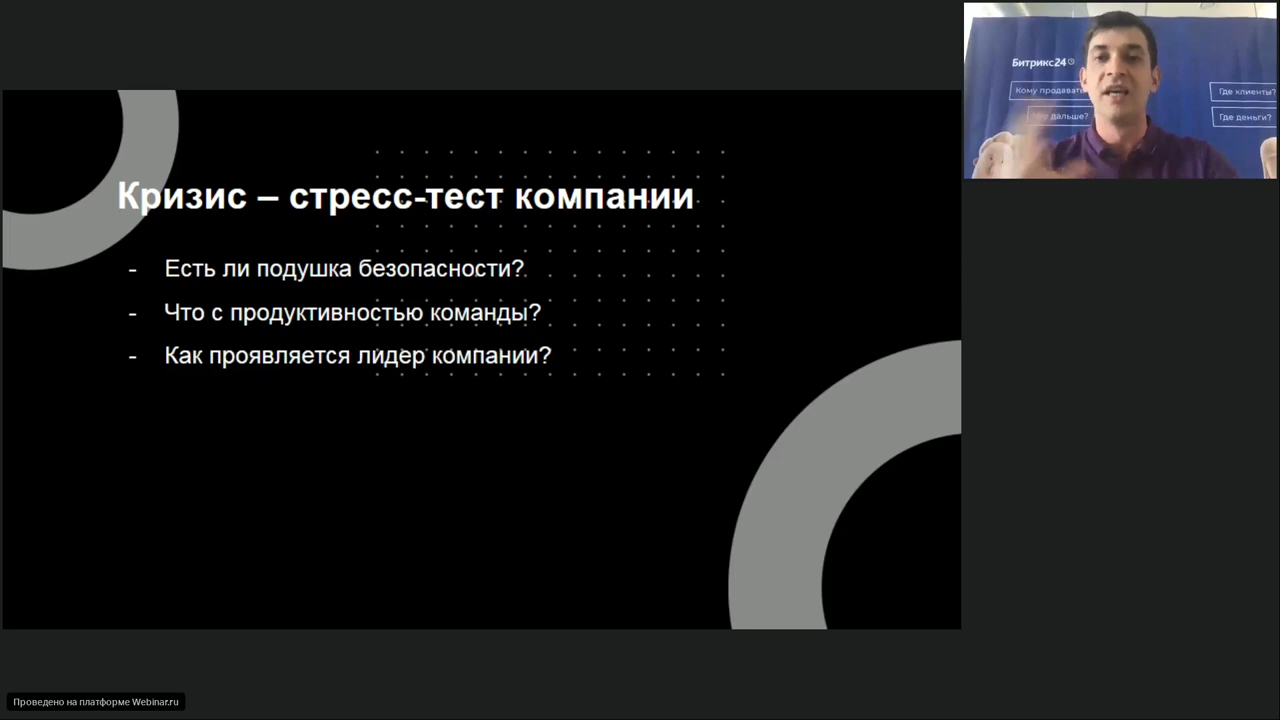 Кризис – стресс-тест компании
- Есть ли подушка безопасности?
- Что с продуктивностью команды?
- Как проявляется лидер компании?
Битрикс24
Кому продавать
дальше?
Где клиенты?
Где деньги?
Проведено на платформе Webinar.ru